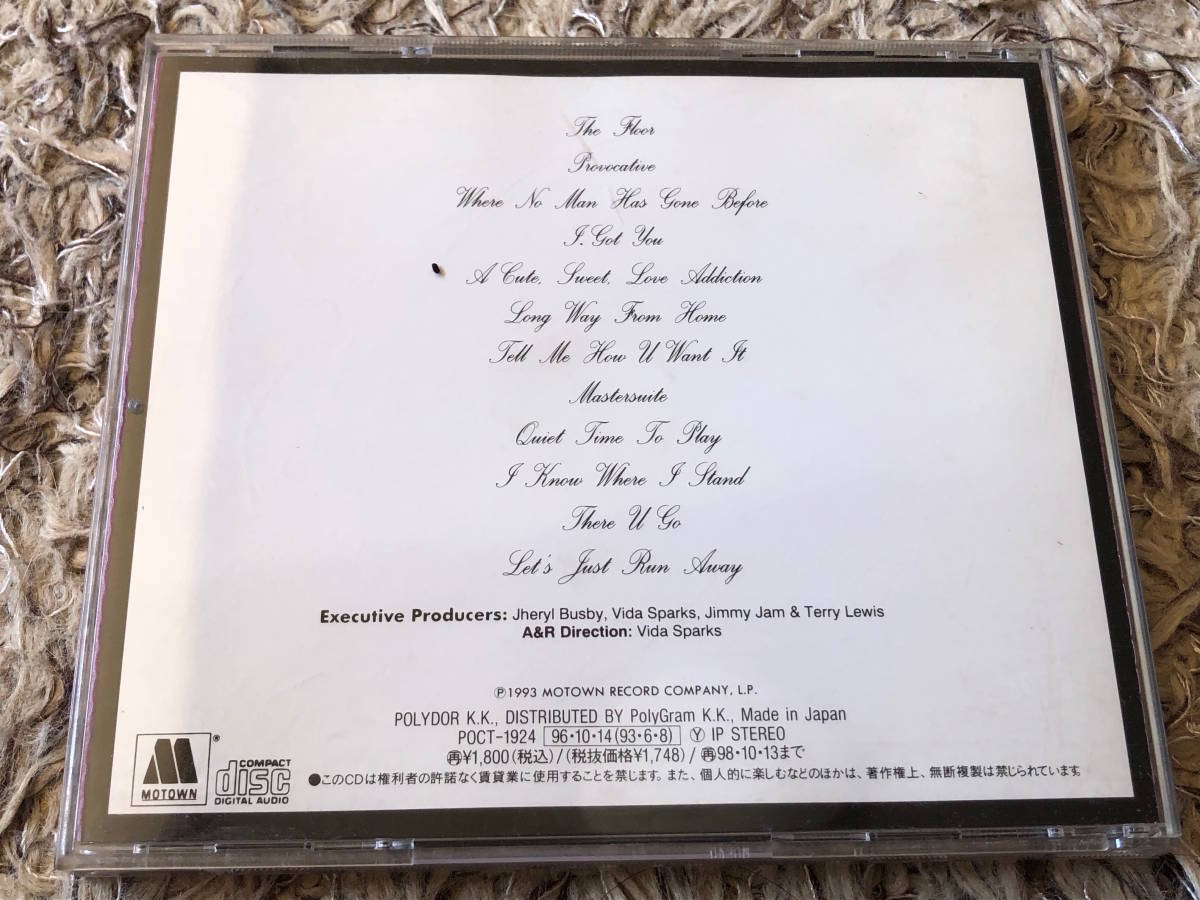 The Floor
Provocative
Where No Man Has Gone Before
I Got You
A Cute, Sweet, Love Addiction
Long Way From Home
Tell Me How U Want It
Mastersuite
Quiet Time To Play
I Know Where I Stand
There U Go
Let's Just Run Away
Executive Producers: Jheryl Busby, Vida Sparks, Jimmy Jam & Terry Lewis
A&R Direction: Vida Sparks
Ⓟ1993 MOTOWN RECORD COMPANY, L.P.
POLYDOR K.K., DISTRIBUTED BY PolyGram K.K., Made in Japan
POCT-1924 96・10・14(93・6・8) Ⓨ IP STEREO
㊢¥1,800(税込)/(税抜価格¥1,748)/㊢98・10・13まで
●このCDは権利者の許諾なく賃貸業に使用することを禁じます。また、個人的に楽しむなどのほかは、著作権上、無断複製は禁じられています。
M®
MOTOWN
COMPACT
disc
DIGITAL AUDIO